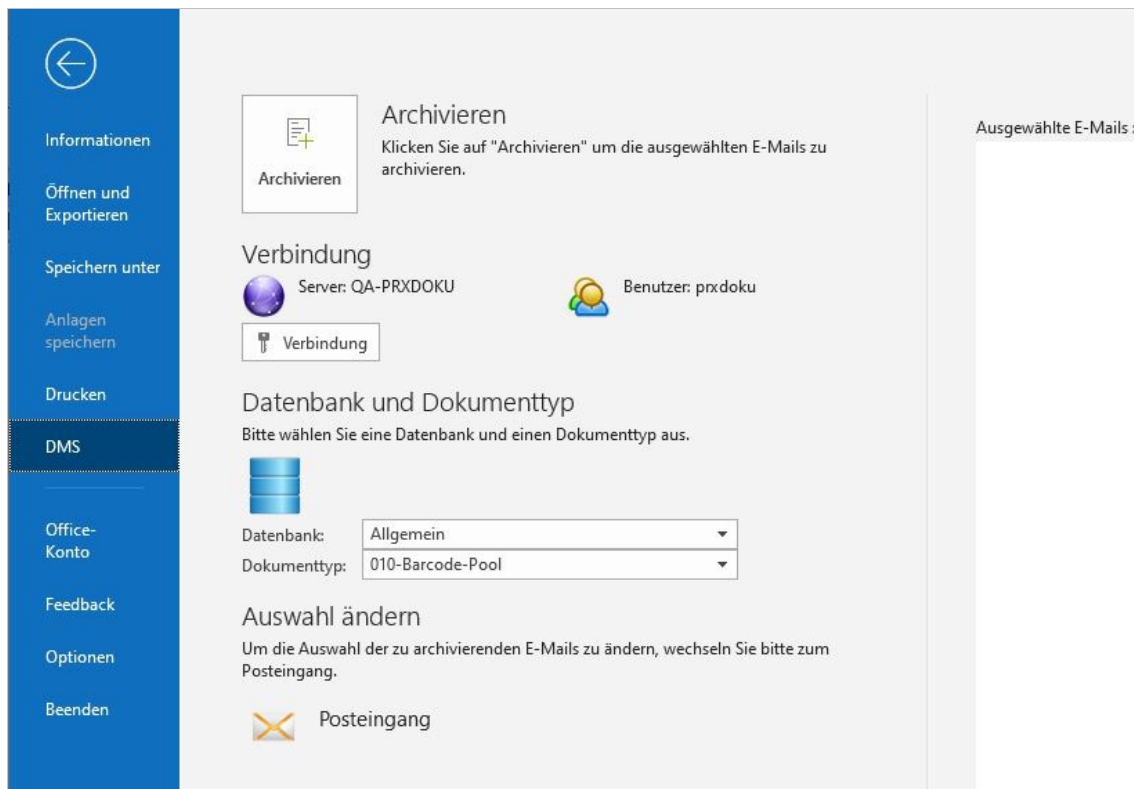 Informationen
Öffnen und
Exportieren
Speichern unter
Anlagen
speichern
Drucken
DMS
Office-
Konto
Feedback
Optionen
Beenden
Archivieren
Archivieren
Klicken Sie auf "Archivieren" um die ausgewählten E-Mails zu
archivieren.
Verbindung
Server: QA-PRXDOKU
Benutzer: prxdoku
Verbindung
Datenbank und Dokumenttyp
Bitte wählen Sie eine Datenbank und einen Dokumenttyp aus.
Datenbank: Allgemein
Dokumenttyp: 010-Barcode-Pool
Auswahl ändern
Um die Auswahl der zu archivierenden E-Mails zu ändern, wechseln Sie bitte zum
Posteingang.
Posteingang
Ausgewählte E-Mails